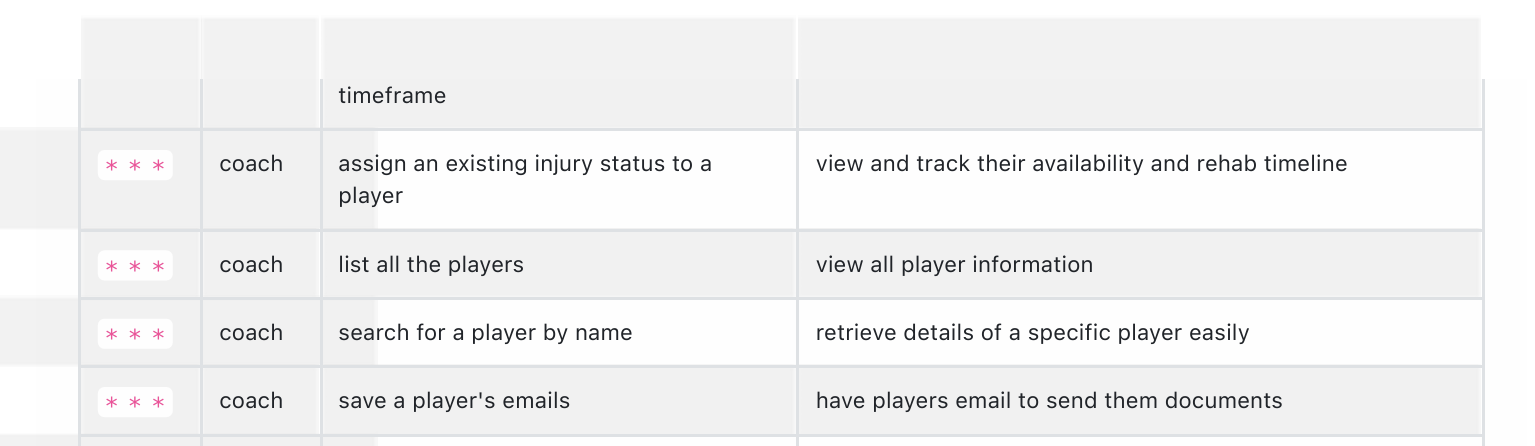 timeframe
* * * coach assign an existing injury status to a view and track their availability and rehab timeline
player
* * * coach list all the players view all player information
* * * coach search for a player by name retrieve details of a specific player easily
* * * coach save a player's emails have players email to send them documents